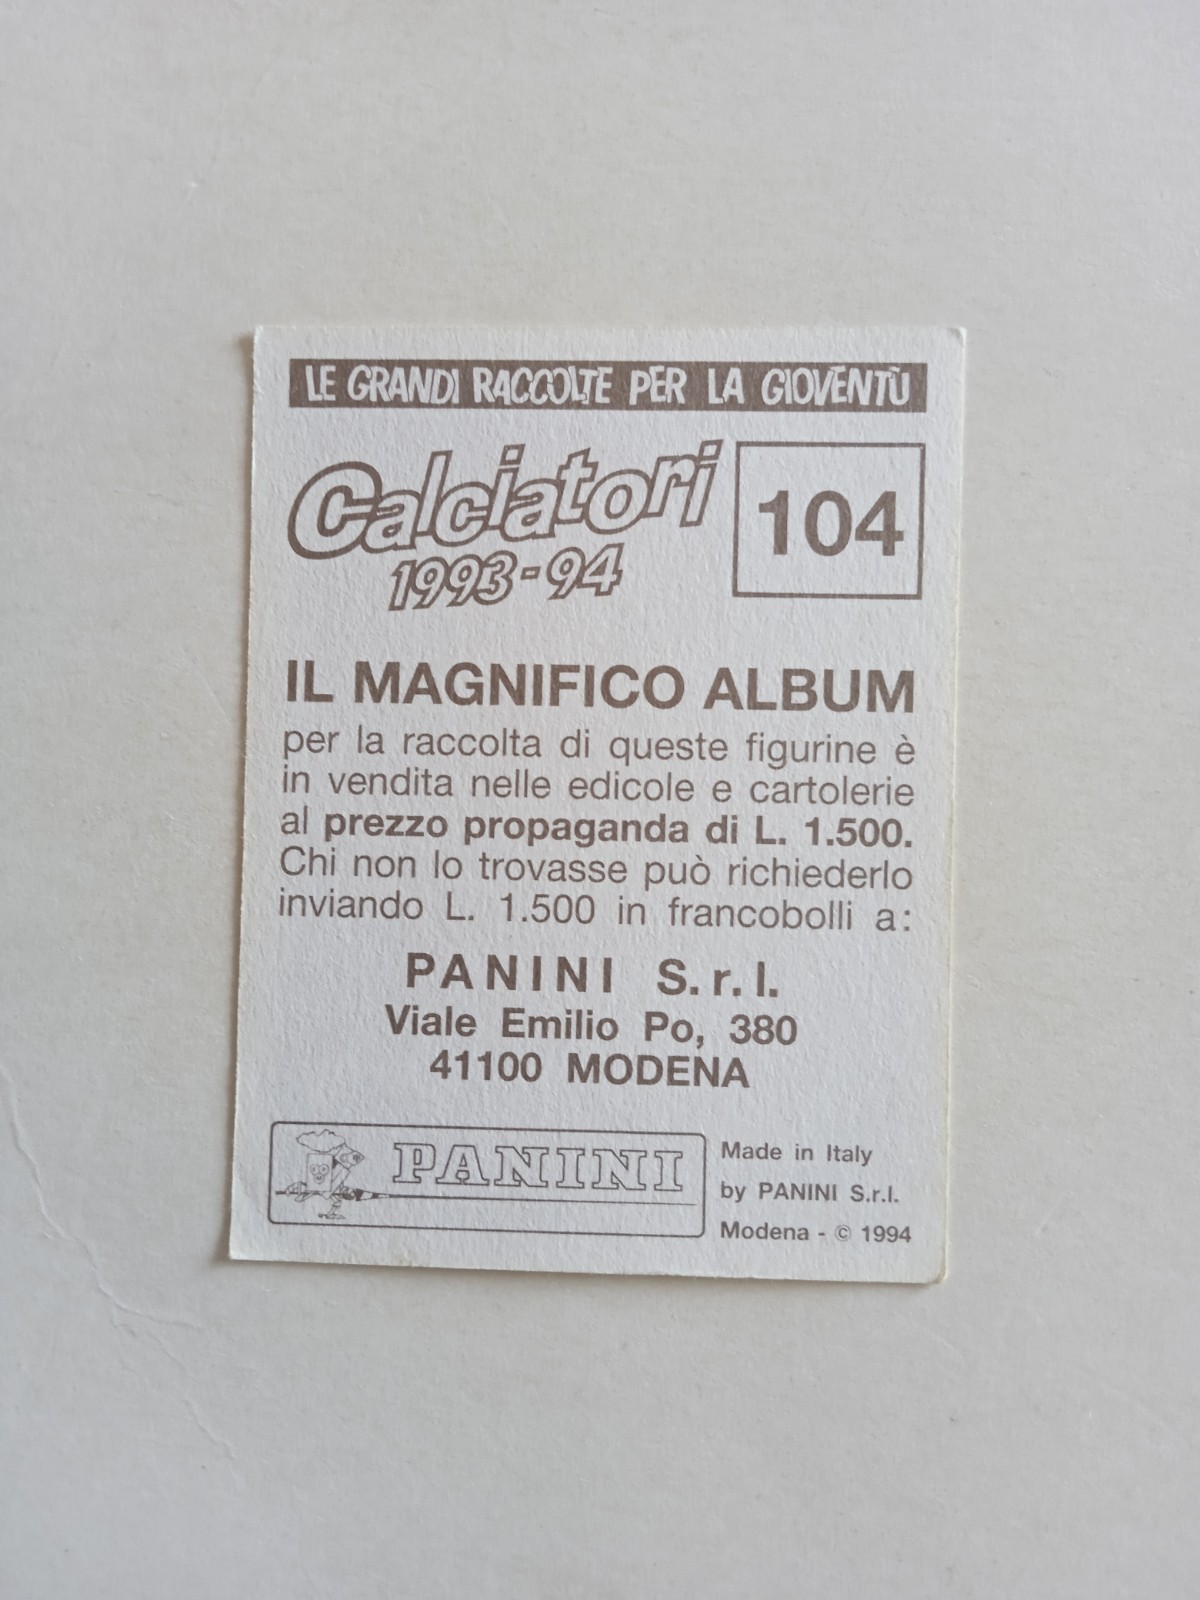 LE GRANDI RACCOLTE PER LA GIOVENTÙ
Calciatori
1993-94
104
IL MAGNIFICO ALBUM
per la raccolta di queste figurine è
in vendita nelle edicole e cartolerie
al prezzo propaganda di L. 1.500.
Chi non lo trovasse può richiederlo
inviando L. 1.500 in francobolli a:
PANINI S.r.l.
Viale Emilio Po, 380
41100 MODENA
PANINI
Made in Italy
by PANINI S.r.l.
Modena - © 1994